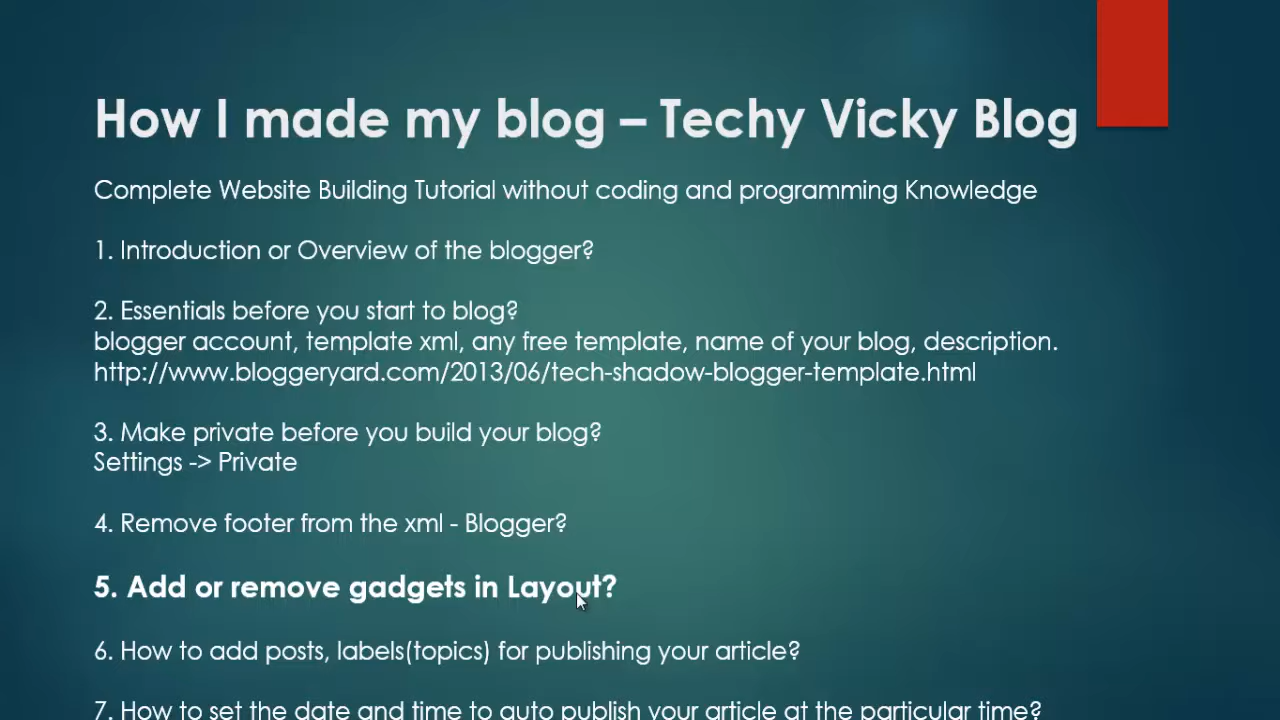 How I made my blog – Techy Vicky Blog
Complete Website Building Tutorial without coding and programming Knowledge
1. Introduction or Overview of the blogger?
2. Essentials before you start to blog?
blogger account, template xml, any free template, name of your blog, description.
http://www.bloggeryard.com/2013/06/tech-shadow-blogger-template.html
3. Make private before you build your blog?
Settings -> Private
4. Remove footer from the xml - Blogger?
5. Add or remove gadgets in Layout?
6. How to add posts, labels(topics) for publishing your article?
7. How to set the date and time to auto publish your article at the particular time?